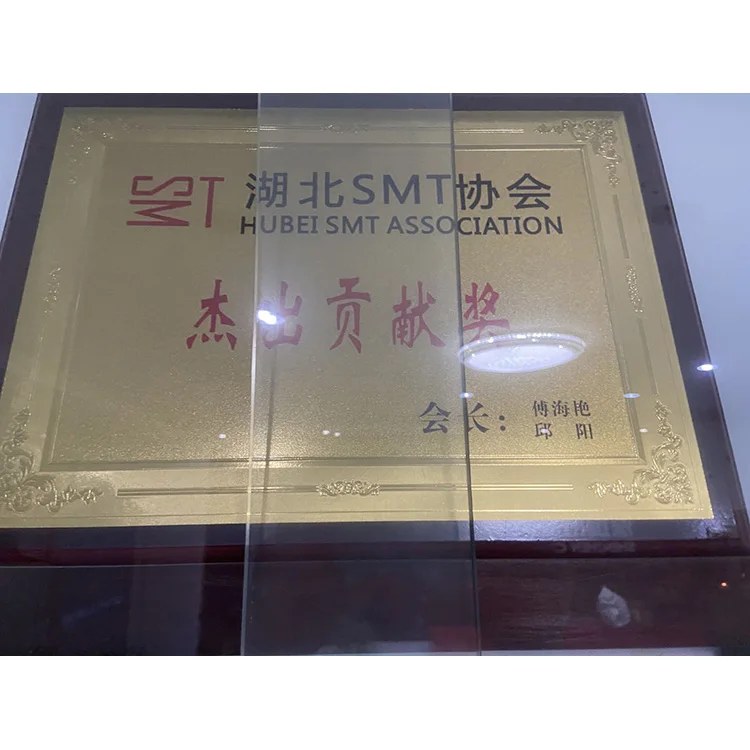 SMT 湖北SMT协会
HUBEI SMT ASSOCIATION
杰出贡献奖
会长： 傅海艳
邱 阳